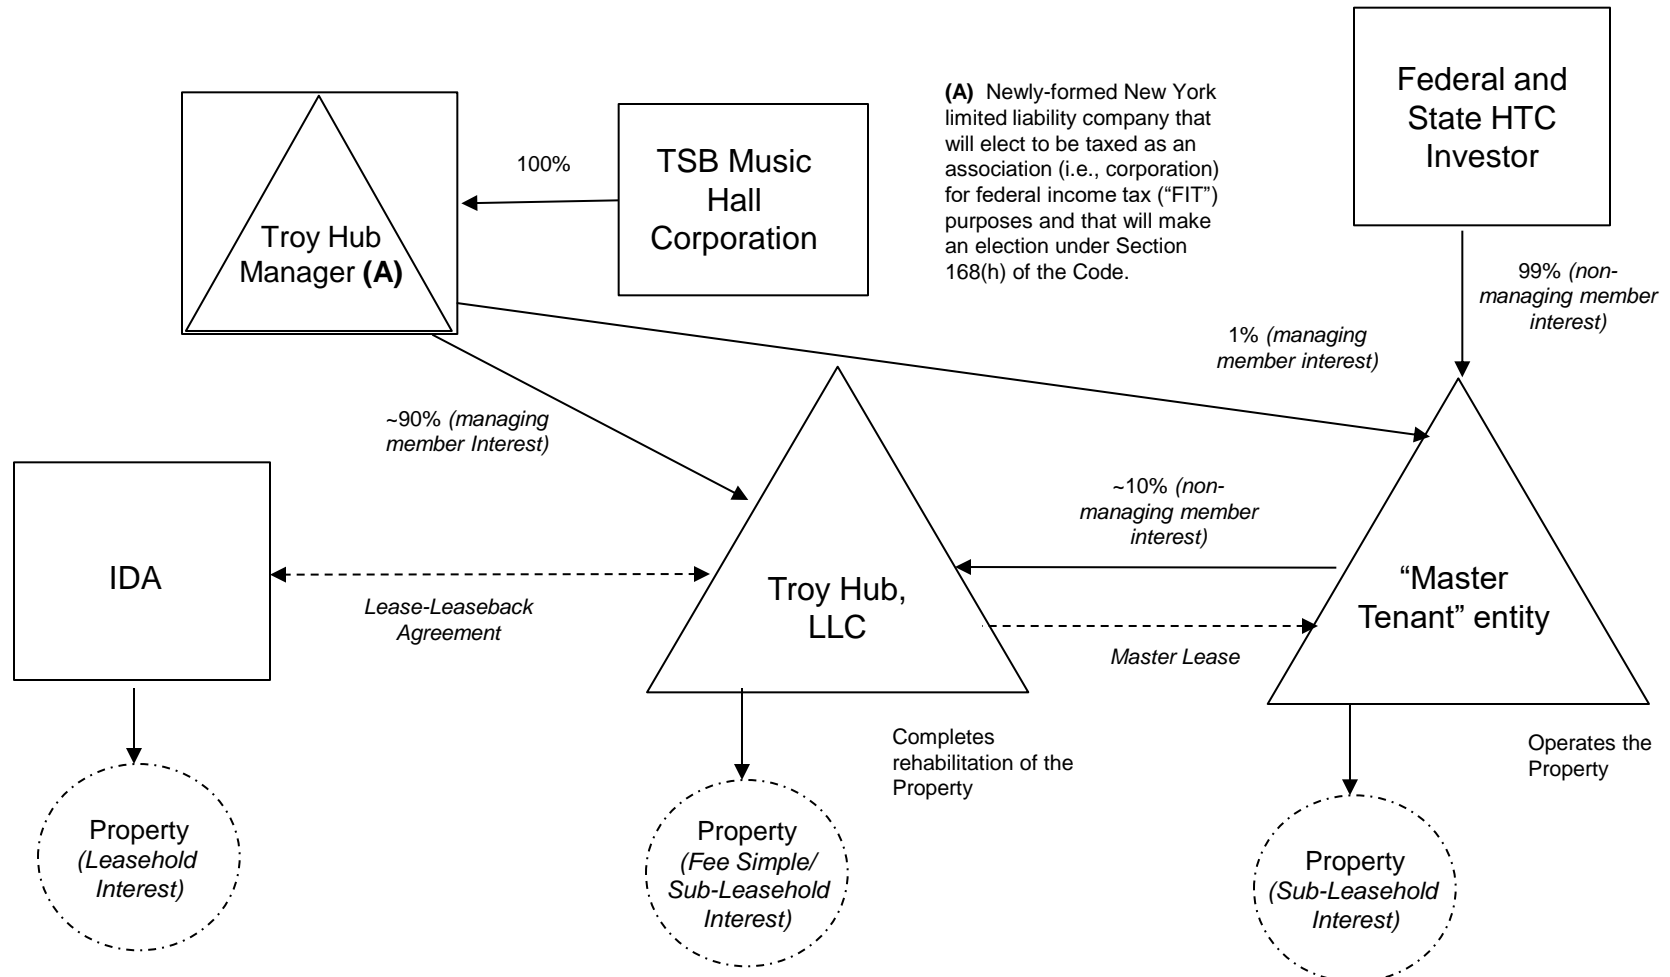 Federal and
State HTC
Investor
(A) Newly-formed New York
limited liability company that
will elect to be taxed as an
association (i.e., corporation)
for federal income tax (“FIT”)
purposes and that will make
an election under Section
168(h) of the Code.
TSB Music
Hall
Corporation
100%
Troy Hub
Manager (A)
99% (non-
managing member
interest)
1% (managing
member interest)
~90% (managing
member Interest)
~10% (non-
managing member
interest)
IDA
Lease-Leaseback
Agreement
Troy Hub,
LLC
“Master
Tenant” entity
Master Lease
Completes
rehabilitation of the
Property
Operates the
Property
Property
(Leasehold
Interest)
Property
(Fee Simple/
Sub-Leasehold
Interest)
Property
(Sub-Leasehold
Interest)